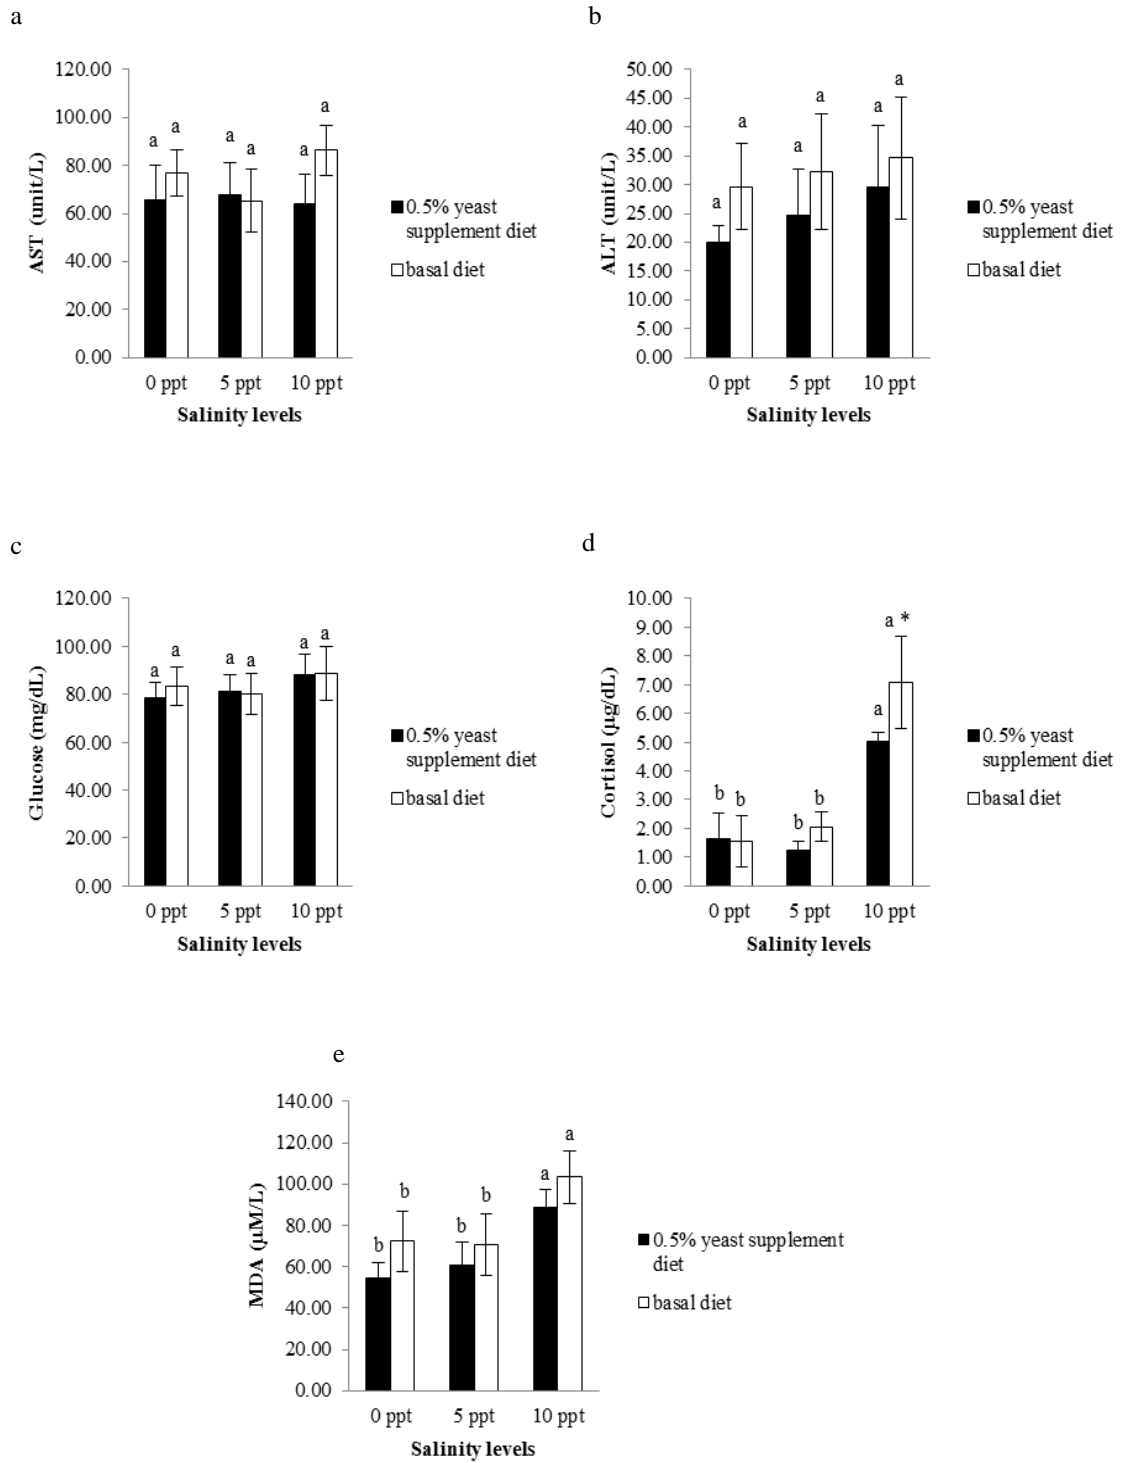 a
120.00
100.00
80.00
60.00
40.00
20.00
0.00
AST (unit/L)
a a a a a a
0 ppt 5 ppt 10 ppt
Salinity levels
0.5% yeast
supplement diet
basal diet
b
50.00
45.00
40.00
35.00
30.00
25.00
20.00
15.00
10.00
5.00
0.00
ALT (unit/L)
a a a a a a
0 ppt 5 ppt 10 ppt
Salinity levels
0.5% yeast
supplement diet
basal diet
c
120.00
100.00
80.00
60.00
40.00
20.00
0.00
Glucose (mg/dL)
a a a a a a
0 ppt 5 ppt 10 ppt
Salinity levels
0.5% yeast
supplement diet
basal diet
d
10.00
9.00
8.00
7.00
6.00
5.00
4.00
3.00
2.00
1.00
0.00
Cortisol (µg/dL)
b b b b a a *
0 ppt 5 ppt 10 ppt
Salinity levels
0.5% yeast
supplement diet
basal diet
e
140.00
120.00
100.00
80.00
60.00
40.00
20.00
0.00
MDA (µM/L)
b b b b a a
0 ppt 5 ppt 10 ppt
Salinity levels
0.5% yeast supplement
diet
basal diet